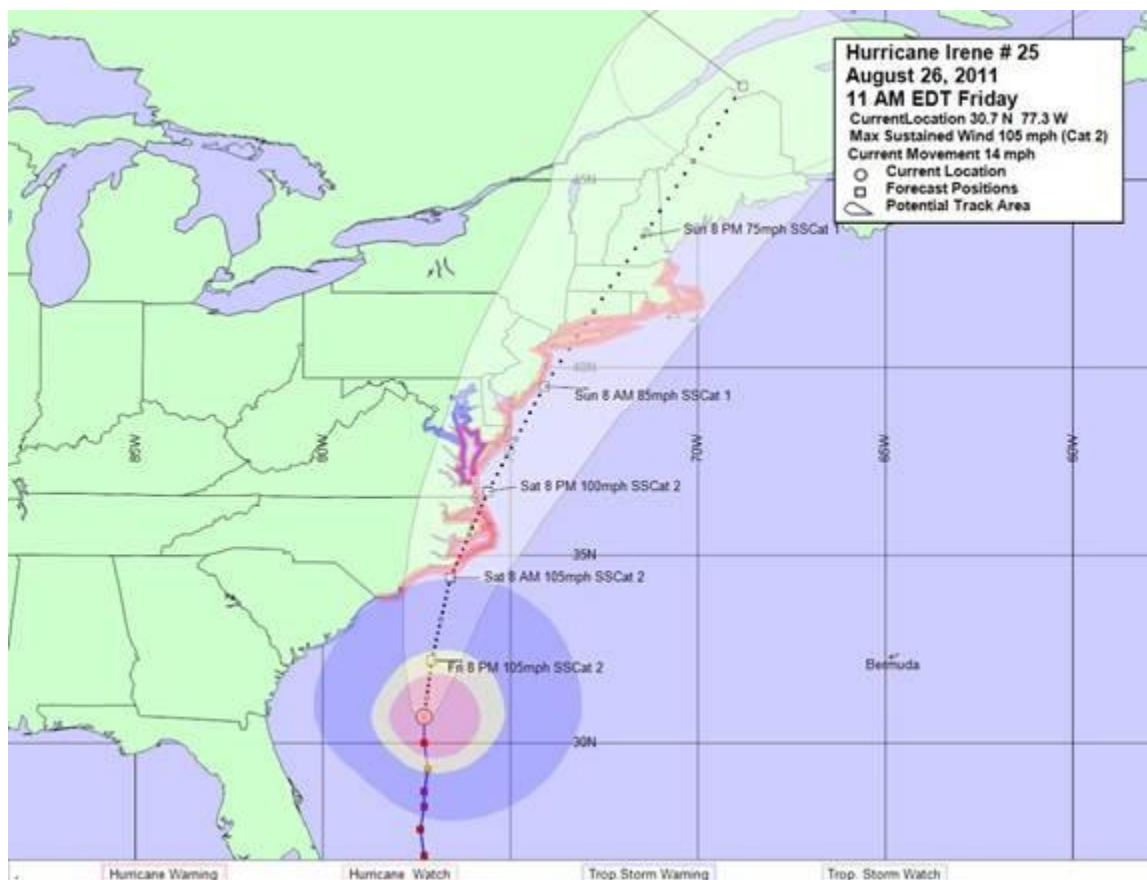 Hurricane Irene # 25
August 26, 2011
11 AM EDT Friday
CurrentLocation 30.7 N 77.3 W
Max Sustained Wind 105 mph (Cat 2)
Current Movement 14 mph
Current Location
Forecast Positions
Potential Track Area
45N
Sun 8 PM 75mph SSCat 1
40N
Sun 8 AM 85mph SSCat 1
85W
80W
70W
65W
60W
Sat 8 PM 100mph SSCat 2
35N
Sat 8 AM 105mph SSCat 2
Fri 8 PM 105mph SSCat 2
Bermuda
30N
Hurricane Warning
Hurricane Watch
Trop.Storm Warning
Trop. Storm Watch